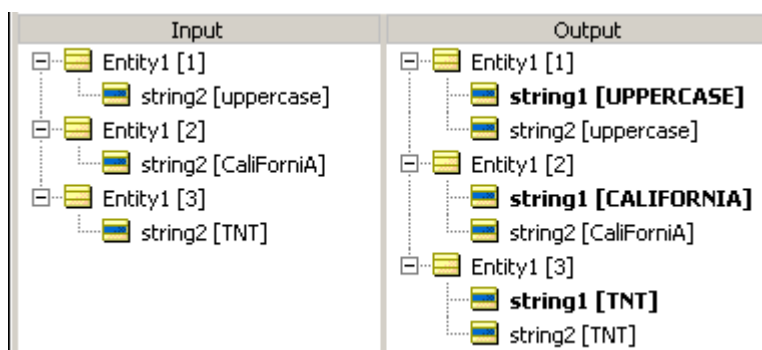 Input
Entity1 [1]
string2 [uppercase]
Entity1 [2]
string2 [CaliForniA]
Entity1 [3]
string2 [TNT]
Output
Entity1 [1]
string1 [UPPERCASE]
string2 [uppercase]
Entity1 [2]
string1 [CALIFORNIA]
string2 [CaliForniA]
Entity1 [3]
string1 [TNT]
string2 [TNT]